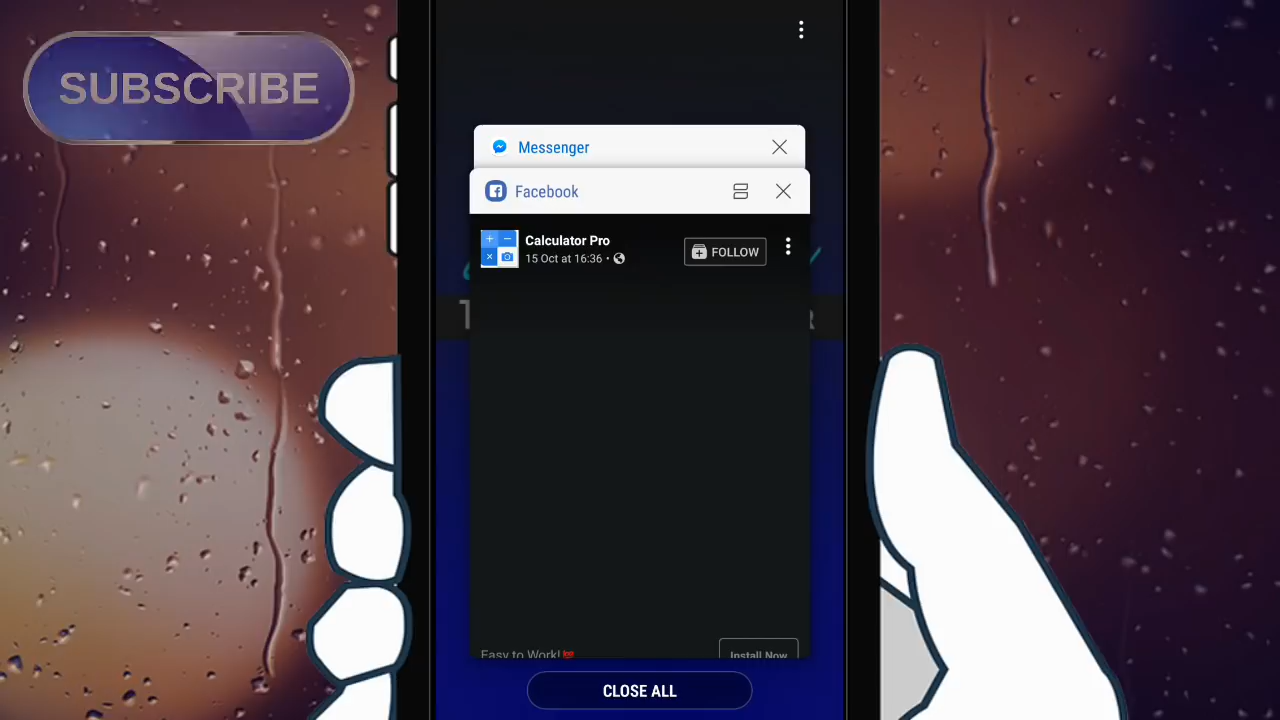 SUBSCRIBE
Messenger
Facebook
Calculator Pro
15 Oct at 16:36 •
FOLLOW
T
R
Easy to Work!💯
Install Now
CLOSE ALL